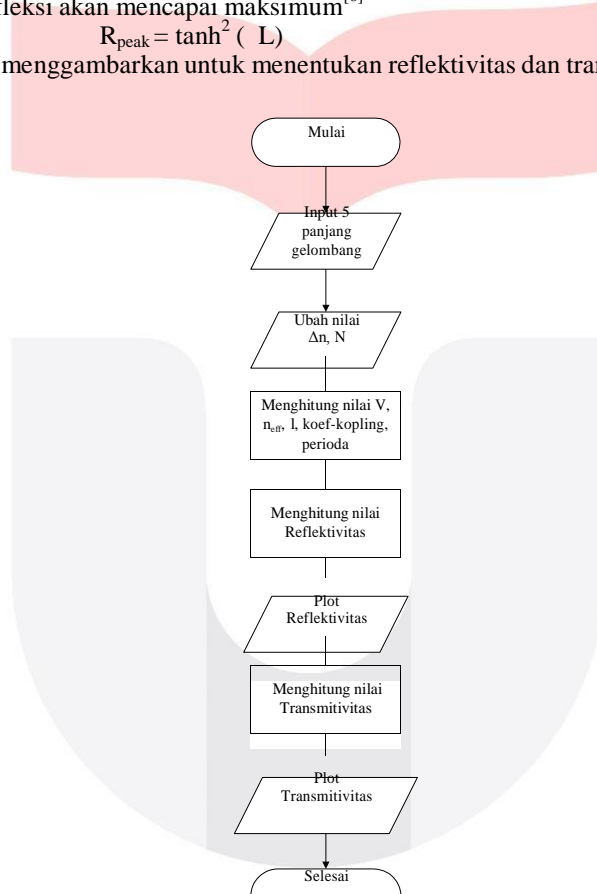 fleksi akan mencapai maksimum
R_peak = tanh² ( L)
menggambarkan untuk menentukan reflektivitas dan tran
Mulai
Input 5
panjang
gelombang
Ubah nilai
Δn, N
Menghitung nilai V,
n_eff, l, koef-kopling,
perioda
Menghitung nilai
Reflektivitas
Plot
Reflektivitas
Menghitung nilai
Transmitivitas
Plot
Transmitivitas
Selesai